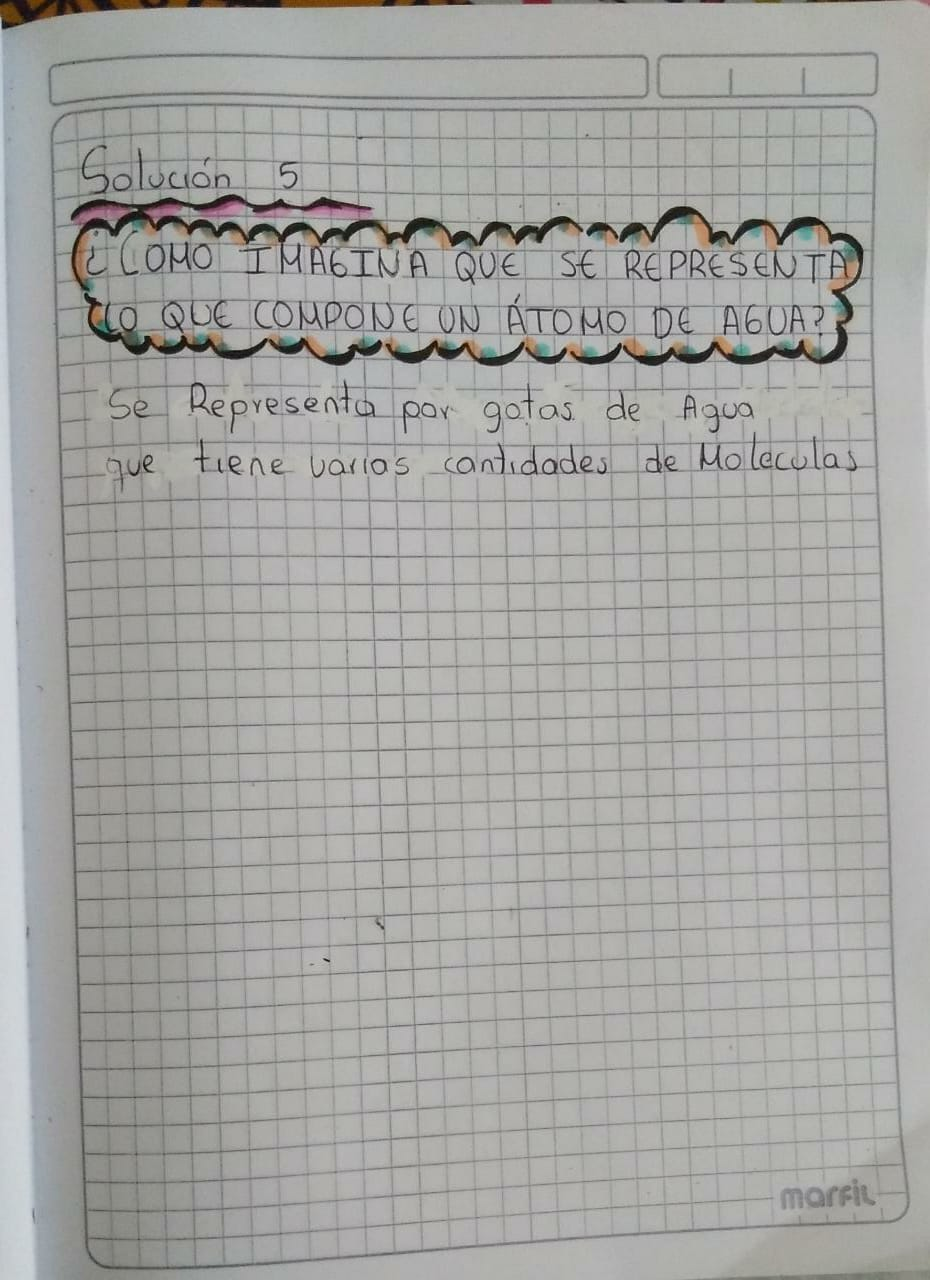 Solución 5
¿COMO IMAGINA QUE SE REPRESENTA
LO QUE COMPONE UN ÁTOMO DE AGUA?
Se Representa por gotas de Agua
que tiene varias cantidades de Moleculas
marfil